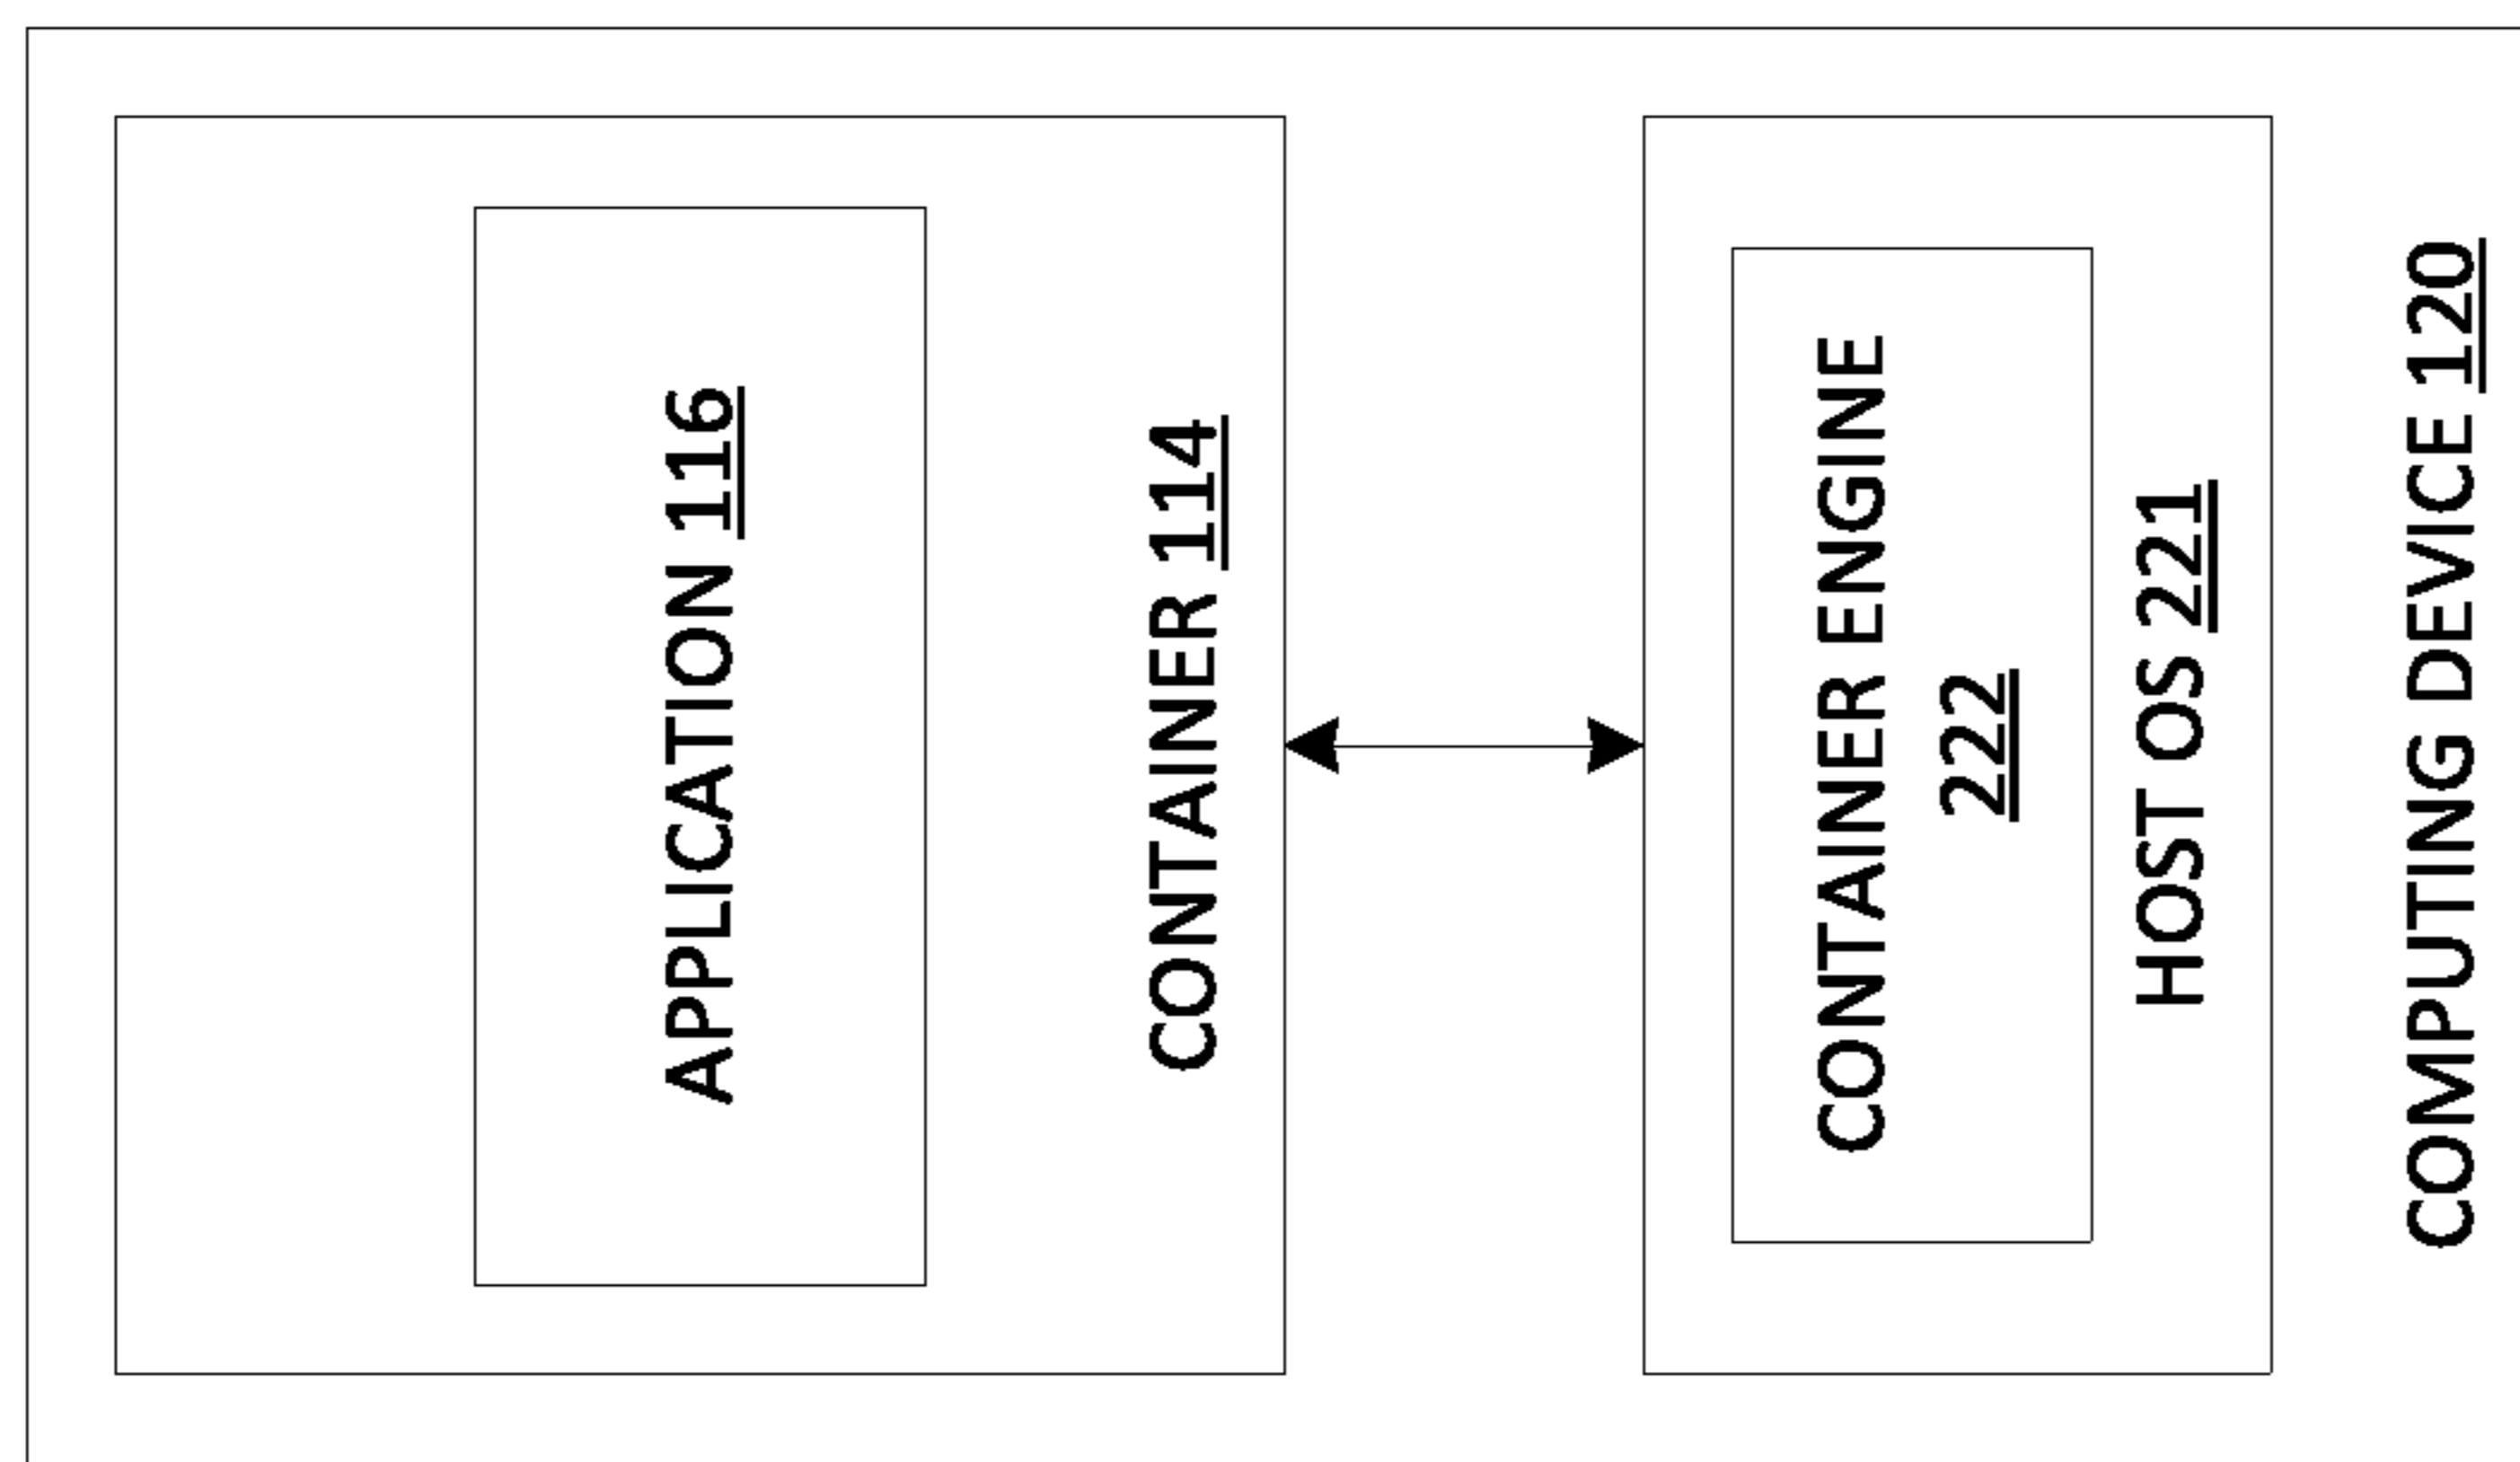 APPLICATION 116
CONTAINER 114
CONTAINER ENGINE
222
HOST OS 221
COMPUTING DEVICE 120